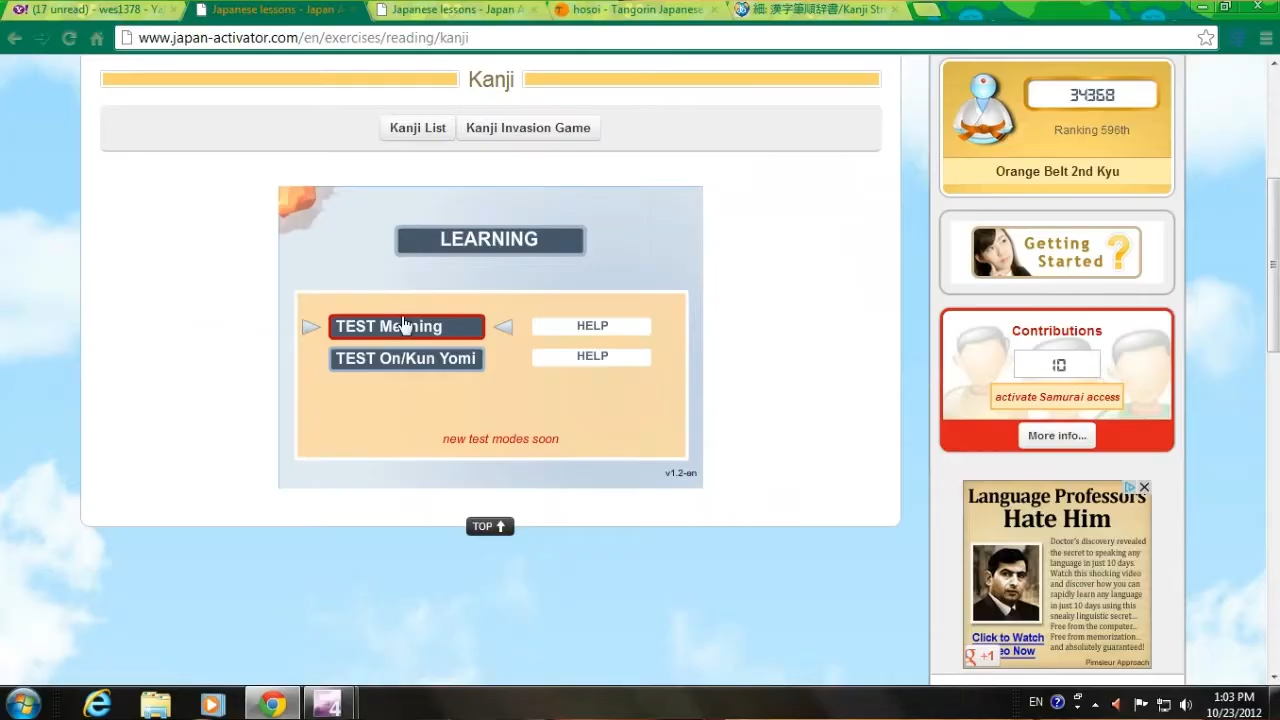 (17 unread) - wes1378 - Ya
Japanese lessons - Japan A
Japanese lessons - Japan A
hosoi - Tangorin Japanese
細: 漢字筆順辞書/Kanji Str
www.japan-activator.com/en/exercises/reading/kanji
Kanji
Kanji List
Kanji Invasion Game
LEARNING
TEST Meaning
HELP
TEST On/Kun Yomi
HELP
new test modes soon
v1.2-en
TOP
34368
Ranking 596th
Orange Belt 2nd Kyu
Getting
Started
?
Contributions
10
activate Samurai access
More info...
Language Professors
Hate Him
Doctor's discovery revealed
the secret to speaking any
language in just 10 days.
Watch this shocking video
and discover how you can
rapidly learn any language
in just 10 days using this
sneaky linguistic secret...
Free from the computer...
Free from memorization...
and absolutely guaranteed!
Click to Watch
eo Now
+1
Pimsleur Approach
EN
1:03 PM
10/23/2012